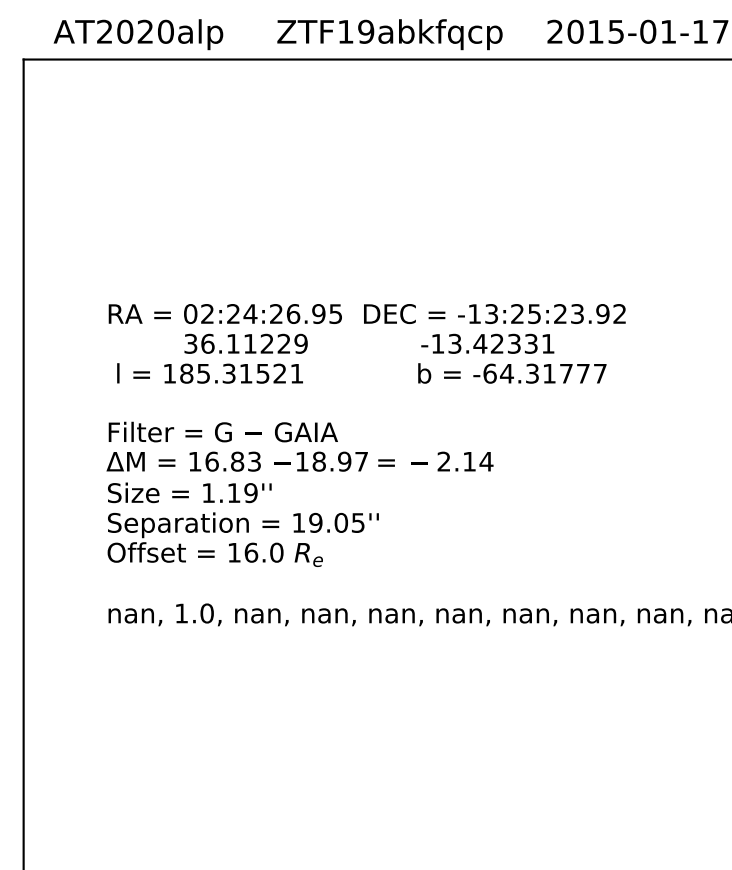 AT2020alp ZTF19abkfqcp 2015-01-17
RA = 02:24:26.95 DEC = -13:25:23.92
36.11229 -13.42331
l = 185.31521 b = -64.31777
Filter = G − GAIA
ΔM = 16.83 −18.97 = − 2.14
Size = 1.19''
Separation = 19.05''
Offset = 16.0 Rₑ
nan, 1.0, nan, nan, nan, nan, nan, nan, nan, na